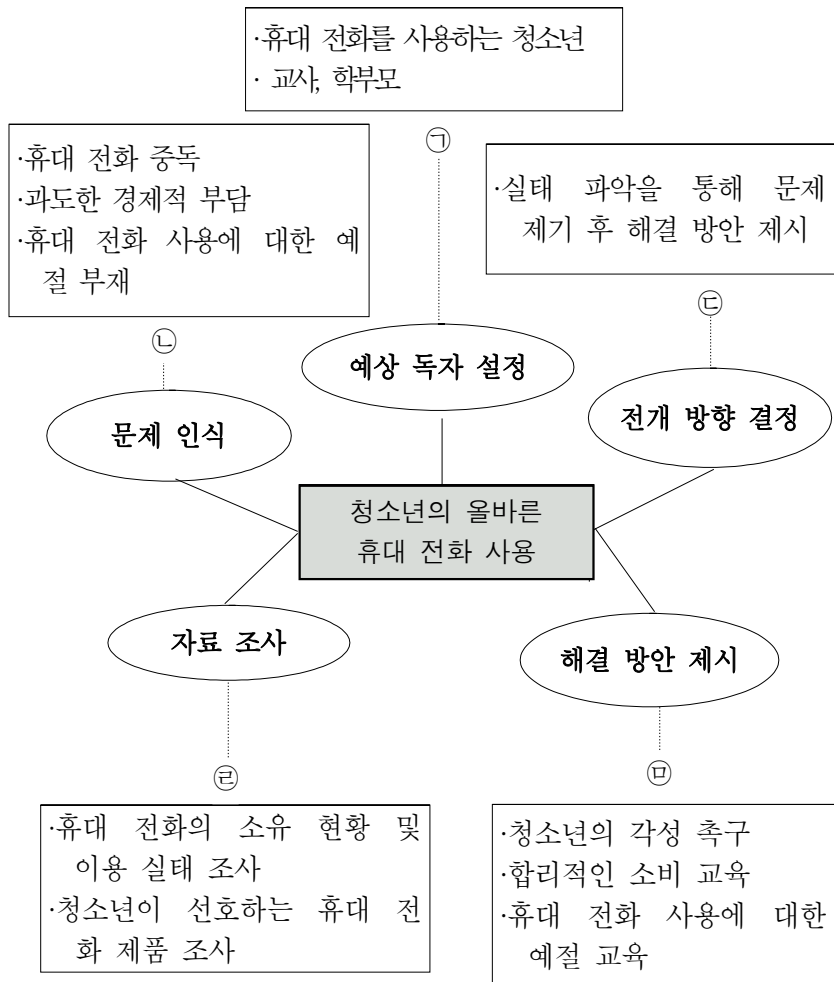 ·휴대 전화를 사용하는 청소년
· 교사, 학부모
㉠
·휴대 전화 중독
·과도한 경제적 부담
·휴대 전화 사용에 대한 예
절 부재
㉡
·실태 파악을 통해 문제
제기 후 해결 방안 제시
㉢
예상 독자 설정
문제 인식
전개 방향 결정
청소년의 올바른
휴대 전화 사용
자료 조사
해결 방안 제시
㉣
·휴대 전화의 소유 현황 및
이용 실태 조사
·청소년이 선호하는 휴대 전
화 제품 조사
㉤
·청소년의 각성 촉구
·합리적인 소비 교육
·휴대 전화 사용에 대한
예절 교육